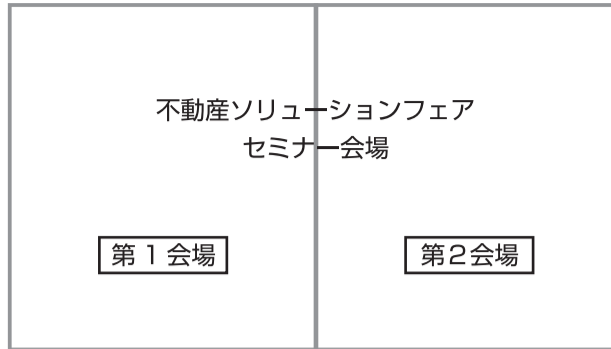 不動産ソリューションフェア
セミナー会場
第１会場
第２会場